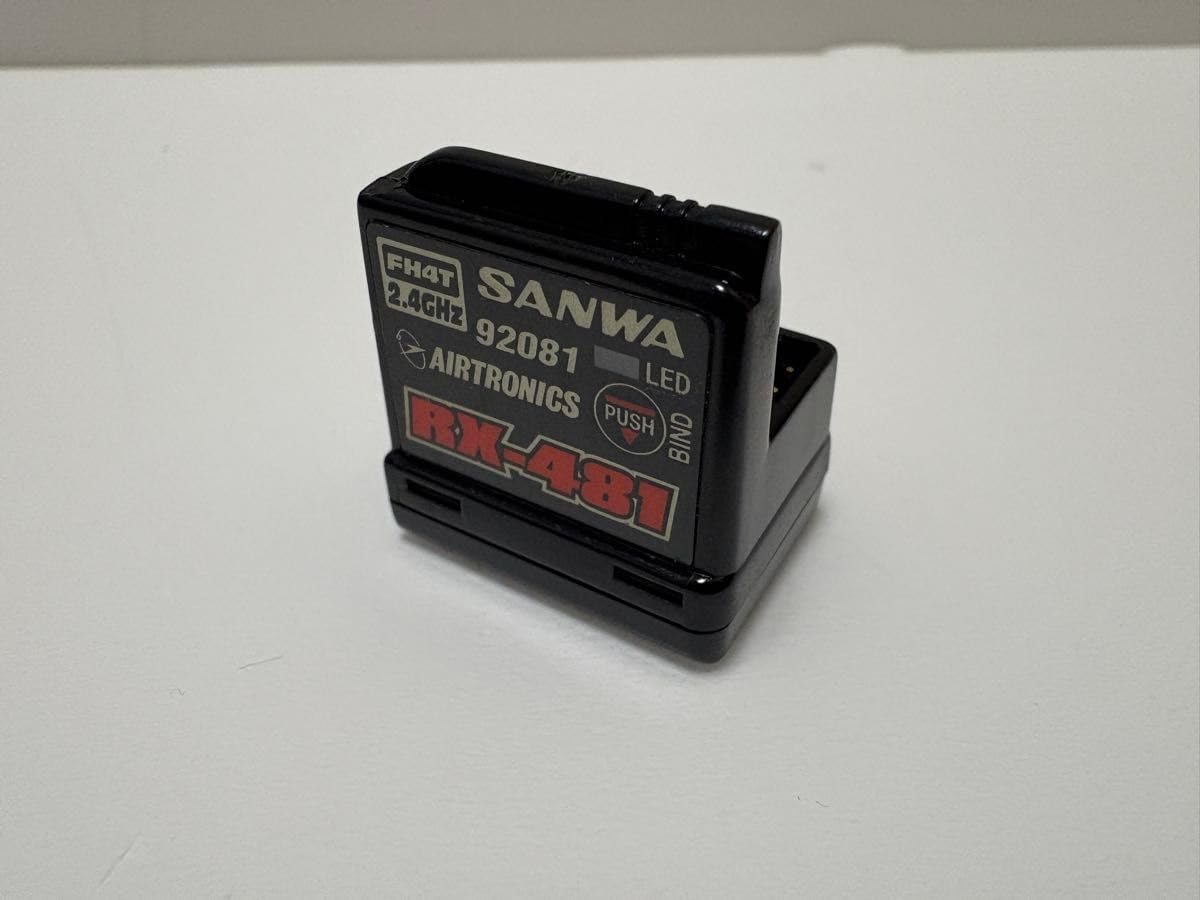 FH4T
2.4GHz
SANWA
92081
LED
AIRTRONICS
PUSH
BIND
RX-481